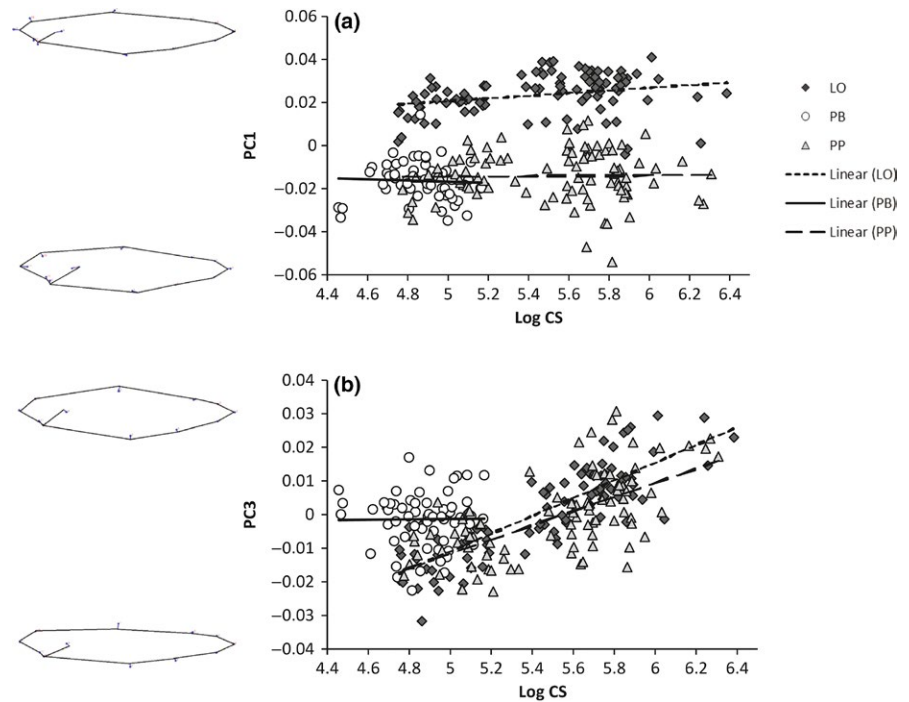 (a)
0.06
0.04
0.02
0
−0.02
−0.04
−0.06
PC1
4.4 4.6 4.8 5 5.2 5.4 5.6 5.8 6 6.2 6.4
Log CS
LO
PB
PP
Linear (LO)
Linear (PB)
Linear (PP)
(b)
0.04
0.03
0.02
0.01
0
−0.01
−0.02
−0.03
−0.04
PC3
4.4 4.6 4.8 5 5.2 5.4 5.6 5.8 6 6.2 6.4
Log CS